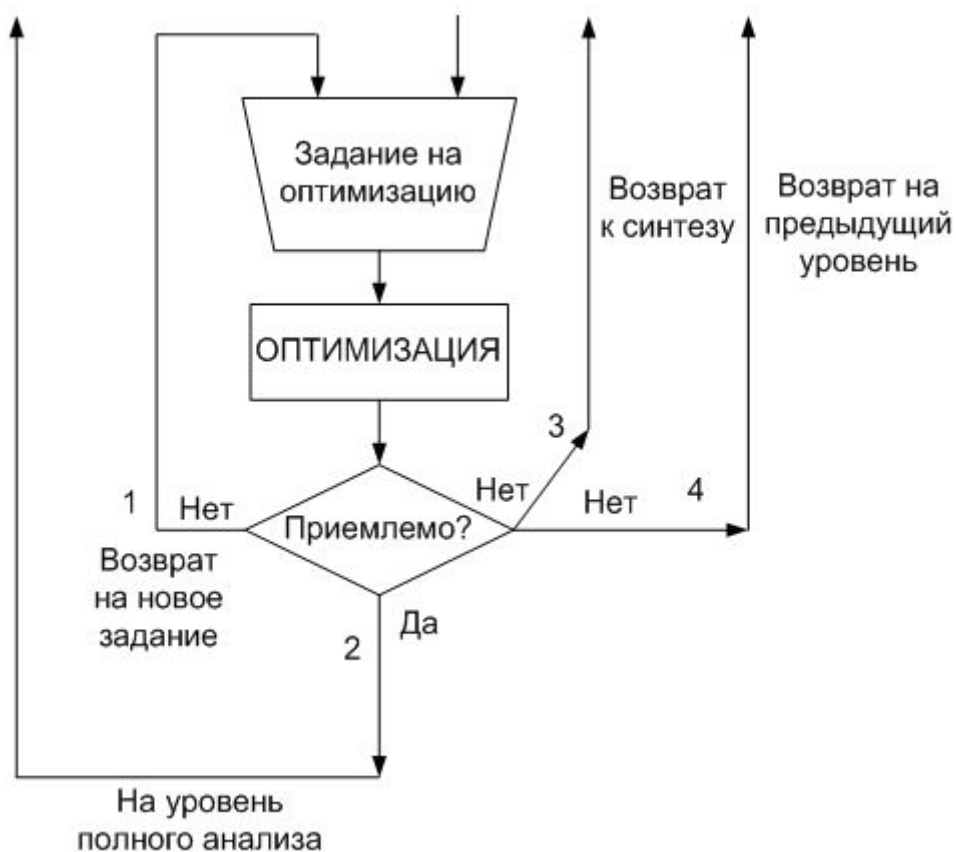 Задание на
оптимизацию
Возврат
к синтезу
Возврат на
предыдущий
уровень
ОПТИМИЗАЦИЯ
3
1
Нет
Приемлемо?
Нет
Нет
4
Возврат
на новое
задание
Да
2
На уровень
полного анализа